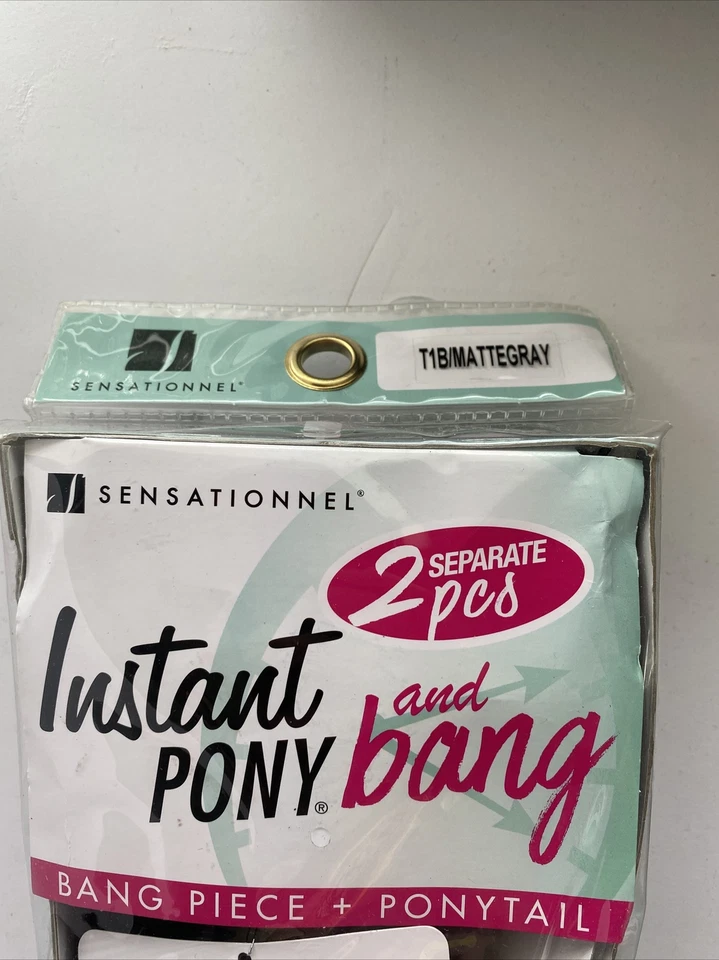 SENSATIONNEL®
T1B/MATTEGRAY
SENSATIONNEL®
2 SEPARATE
pcs
Instant
PONY®
and
bang
BANG PIECE + PONYTAIL